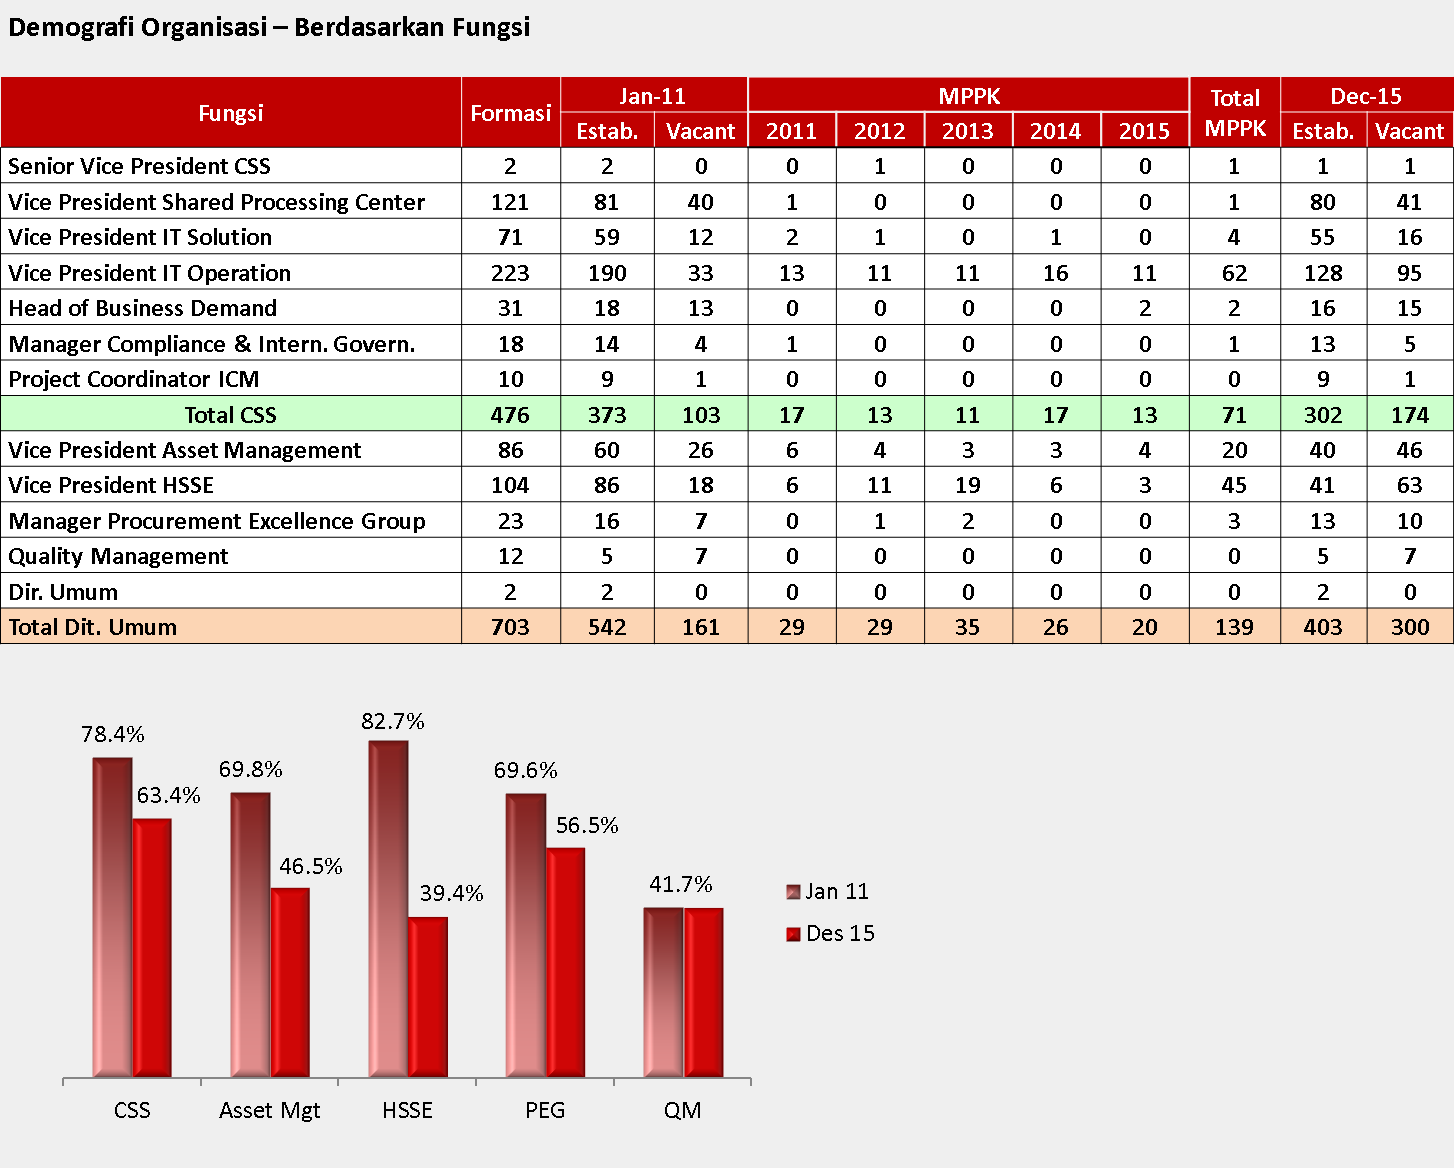 Demografi Organisasi – Berdasarkan Fungsi
Fungsi Formasi Jan-11 MPPK Total MPPK Dec-15
Estab. Vacant 2011 2012 2013 2014 2015 Estab. Vacant
Senior Vice President CSS 2 2 0 0 1 0 0 0 1 1 1
Vice President Shared Processing Center 121 81 40 1 0 0 0 0 1 80 41
Vice President IT Solution 71 59 12 2 1 0 1 0 4 55 16
Vice President IT Operation 223 190 33 13 11 11 16 11 62 128 95
Head of Business Demand 31 18 13 0 0 0 0 2 2 16 15
Manager Compliance & Intern. Govern. 18 14 4 1 0 0 0 0 1 13 5
Project Coordinator ICM 10 9 1 0 0 0 0 0 0 9 1
Total CSS 476 373 103 17 13 11 17 13 71 302 174
Vice President Asset Management 86 60 26 6 4 3 3 4 20 40 46
Vice President HSSE 104 86 18 6 11 19 6 3 45 41 63
Manager Procurement Excellence Group 23 16 7 0 1 2 0 0 3 13 10
Quality Management 12 5 7 0 0 0 0 0 0 5 7
Dir. Umum 2 2 0 0 0 0 0 0 0 2 0
Total Dit. Umum 703 542 161 29 29 35 26 20 139 403 300
78.4% 63.4% 69.8% 46.5% 82.7% 39.4% 69.6% 56.5% 41.7%
Jan 11
Des 15
CSS Asset Mgt HSSE PEG QM